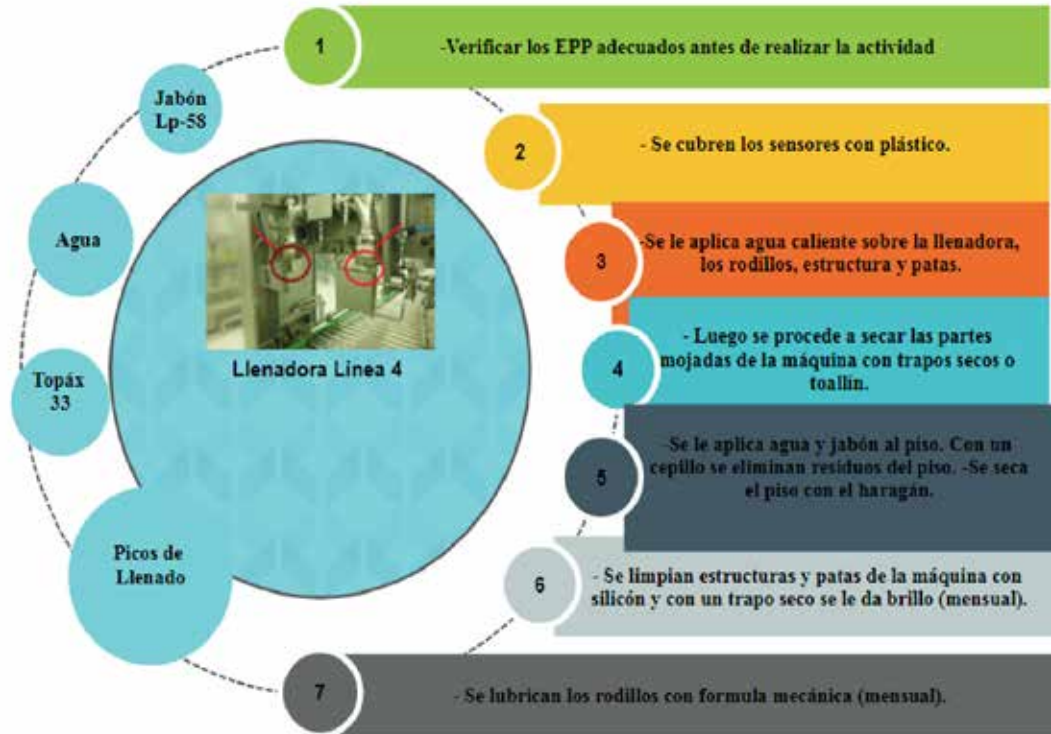 1
-Verificar los EPP adecuados antes de realizar la actividad
Jabón
Lp-58
2
- Se cubren los sensores con plástico.
Agua
3
-Se le aplica agua caliente sobre la llenadora,
los rodillos, estructura y patas.
Llenadora Linea 4
4
- Luego se procede a secar las partes
mojadas de la máquina con trapos secos o
toallín.
Topáx
33
5
-Se le aplica agua y jabón al piso. Con un
cepillo se eliminan residuos del piso. -Se seca
el piso con el haragán.
Picos de
Llenado
6
- Se limpian estructuras y patas de la máquina con
silicón y con un trapo seco se le da brillo (mensual).
7
- Se lubrican los rodillos con formula mecánica (mensual).